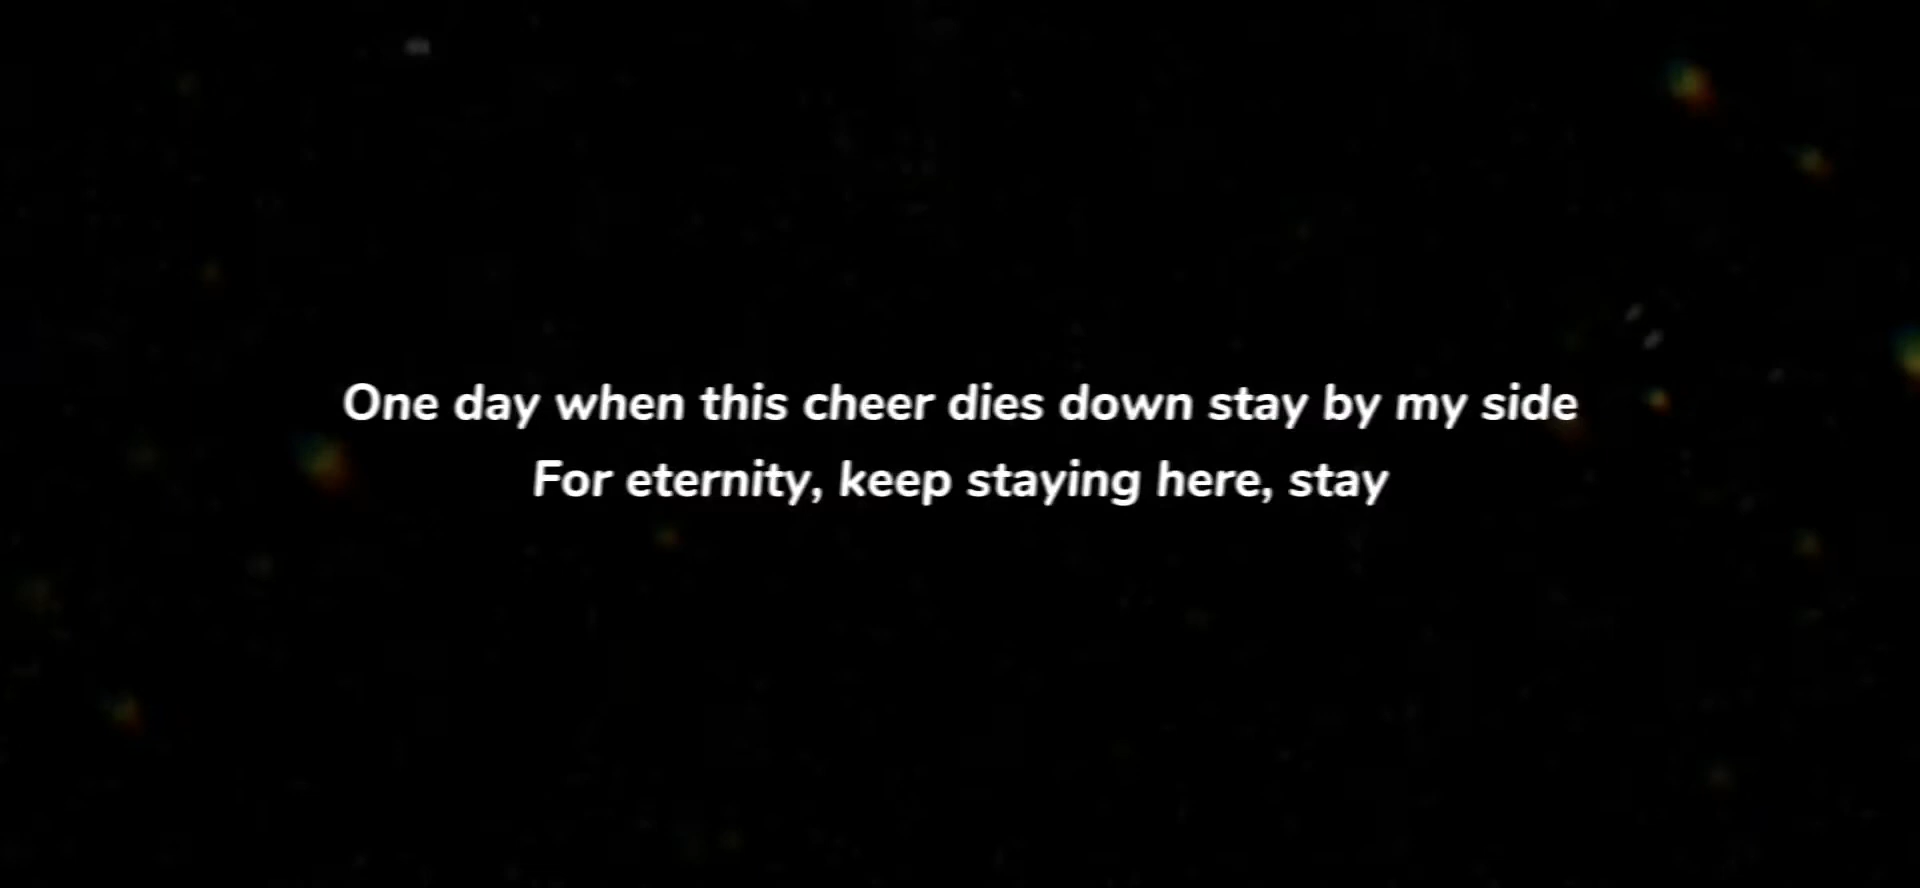 One day when this cheer dies down stay by my side
For eternity, keep staying here, stay